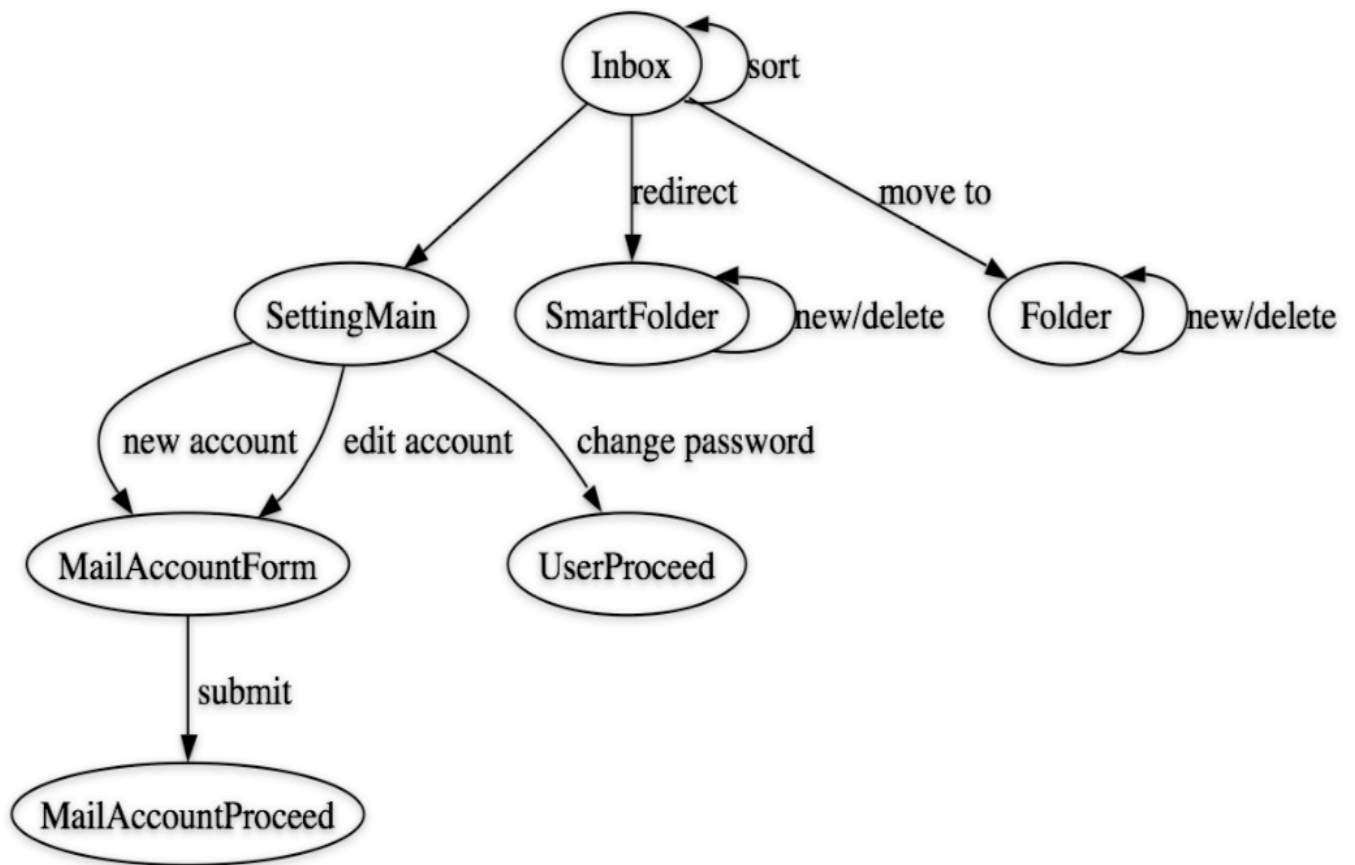 Inbox
sort
redirect
move to
SettingMain
SmartFolder
new/delete
Folder
new/delete
new account
edit account
change password
MailAccountForm
UserProceed
submit
MailAccountProceed